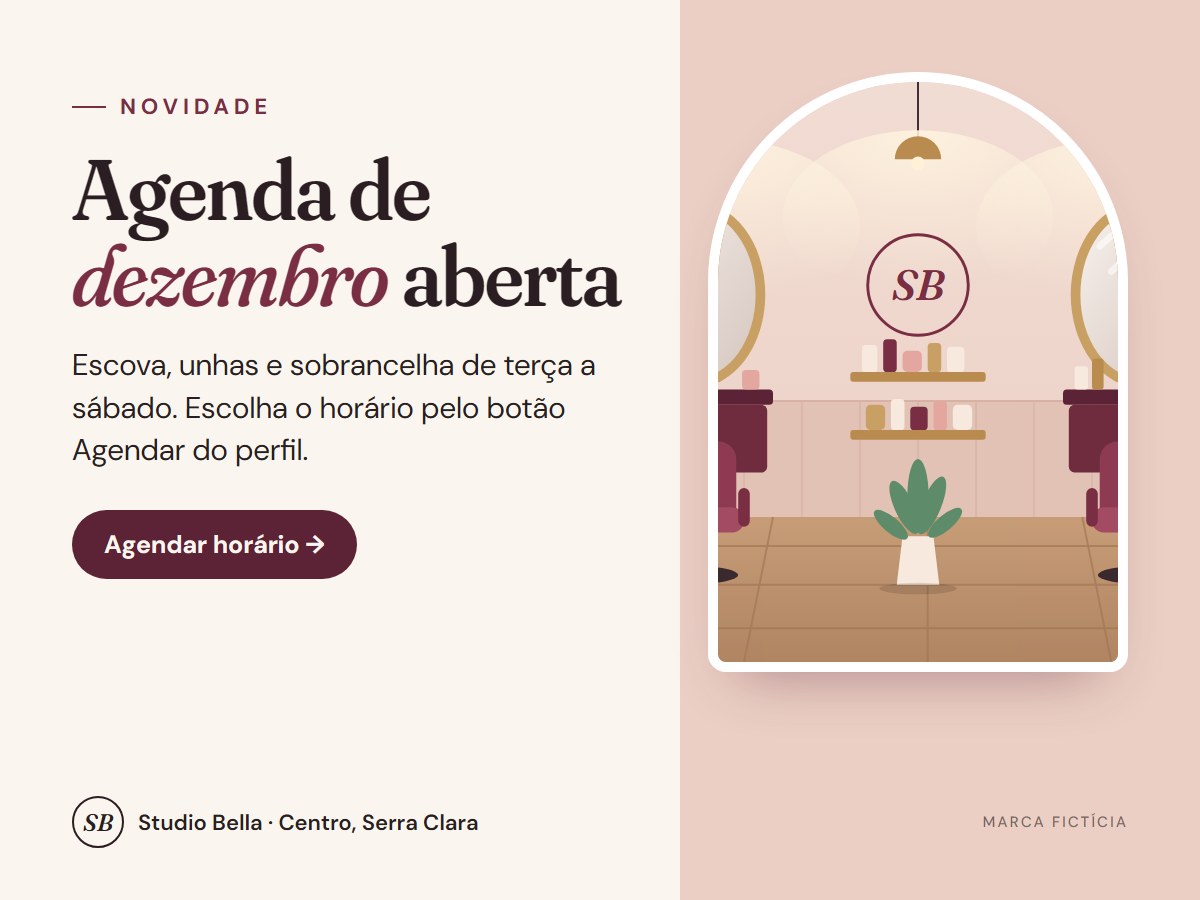 NOVIDADE
Agenda de
dezembro aberta
Escova, unhas e sobrancelha de terça a
sábado. Escolha o horário pelo botão
Agendar do perfil.
Agendar horário →
SB
SB
Studio Bella · Centro, Serra Clara
MARCA FICTÍCIA